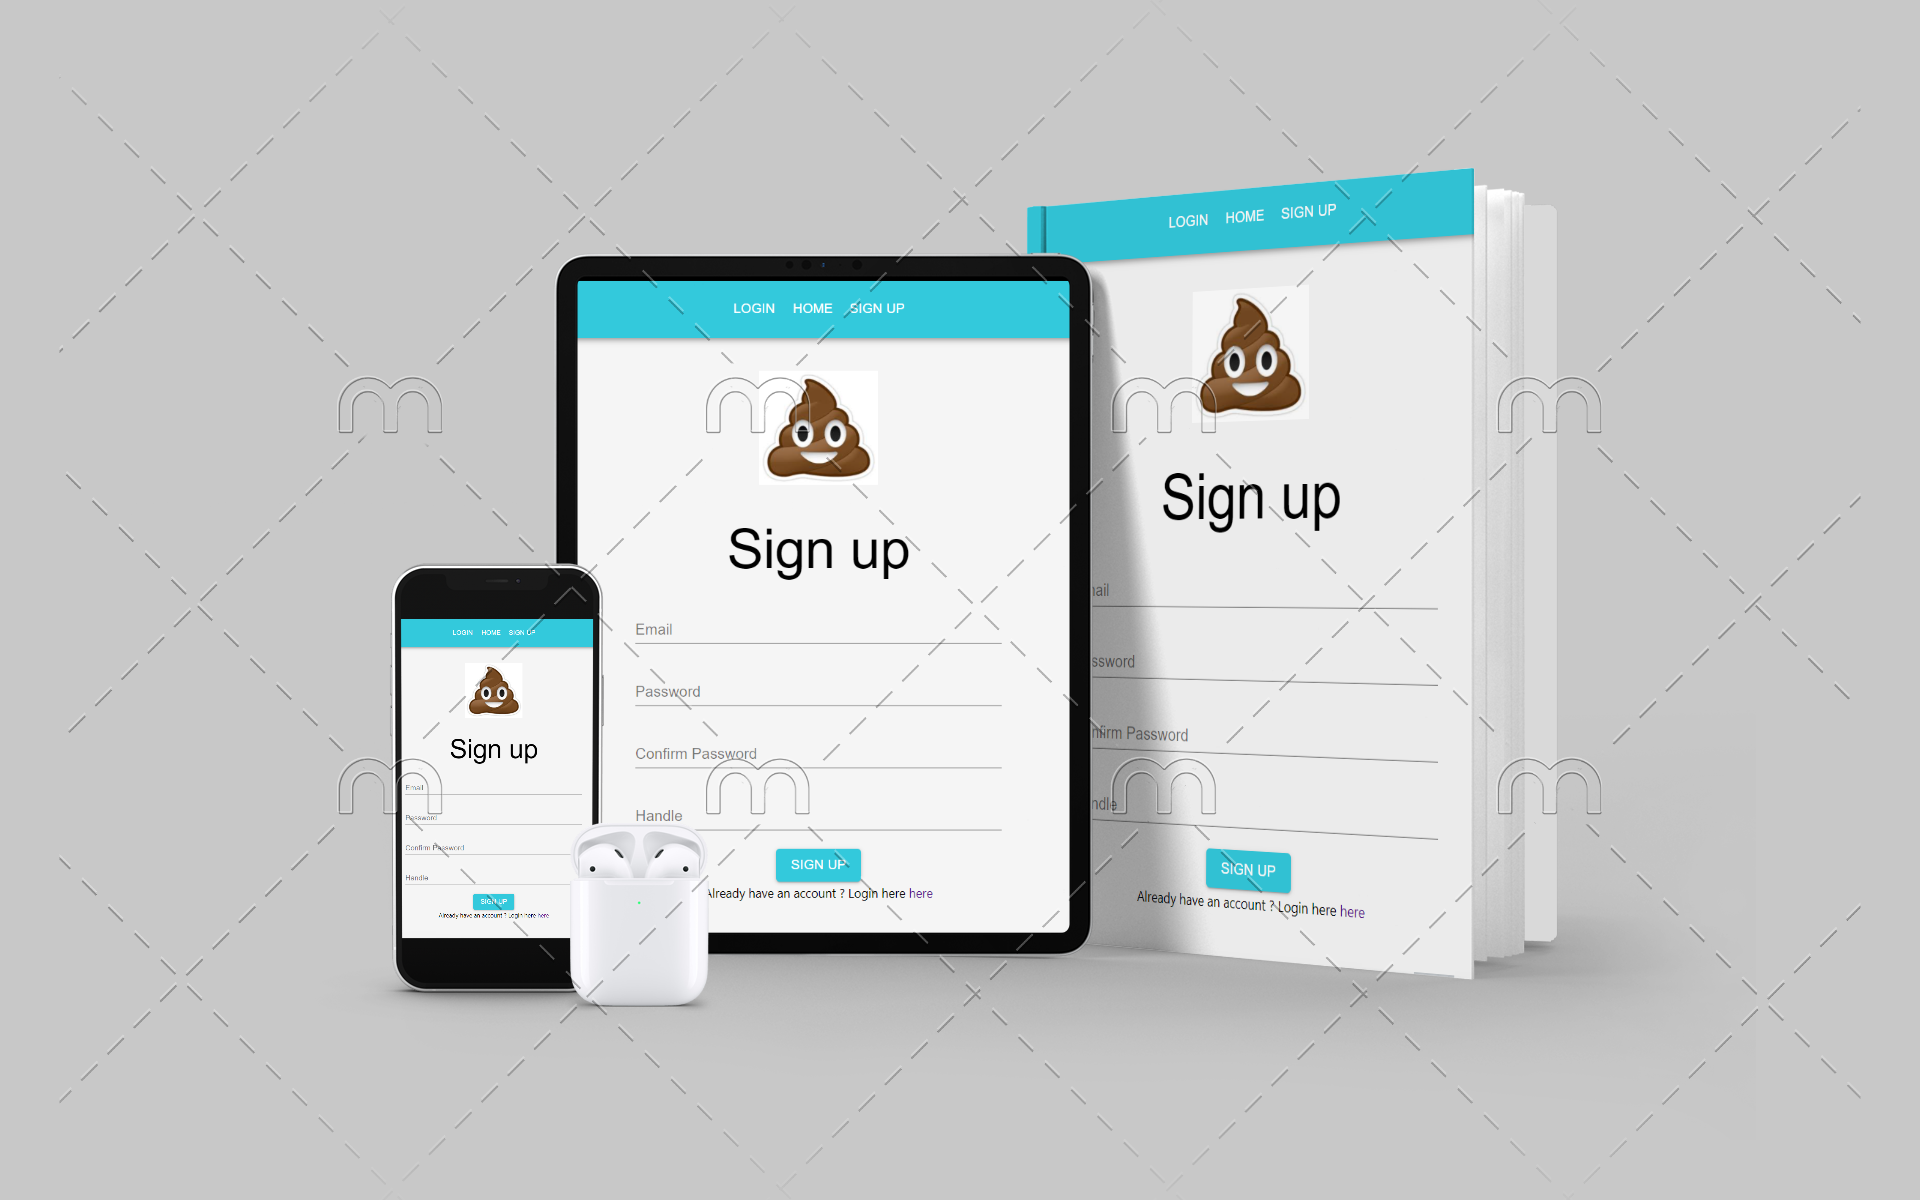 LOGIN HOME SIGN UP
Sign up
Email
Password
Confirm Password
Handle
SIGN UP
Already have an account ? Login here here
LOGIN HOME SIGN UP
Sign up
Email
Password
Confirm Password
Handle
SIGN UP
Already have an account ? Login here here
LOGIN HOME SIGN UP
Sign up
ail
ssword
nfirm Password
ndle
SIGN UP
Already have an account ? Login here here